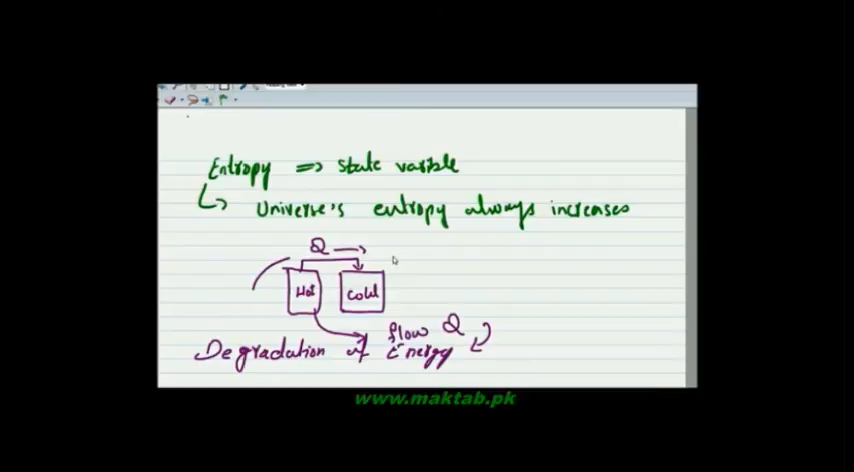 Entropy => State variable
↳ Universe's entropy always increases
Q →
Hot Cold
flow Q
Degradation of Energy
www.maktab.pk